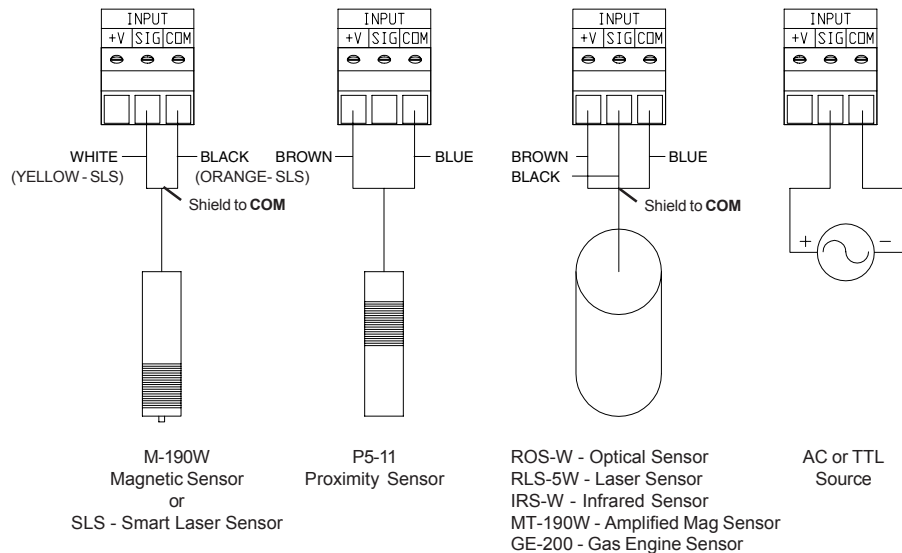 INPUT
+V SIG COM
WHITE
(YELLOW - SLS)
BLACK
(ORANGE- SLS)
Shield to COM
M-190W
Magnetic Sensor
or
SLS - Smart Laser Sensor
INPUT
+V SIG COM
BROWN
BLUE
P5-11
Proximity Sensor
INPUT
+V SIG COM
BROWN
BLACK
BLUE
Shield to COM
ROS-W - Optical Sensor
RLS-5W - Laser Sensor
IRS-W - Infrared Sensor
MT-190W - Amplified Mag Sensor
GE-200 - Gas Engine Sensor
INPUT
+V SIG COM
+ −
AC or TTL
Source